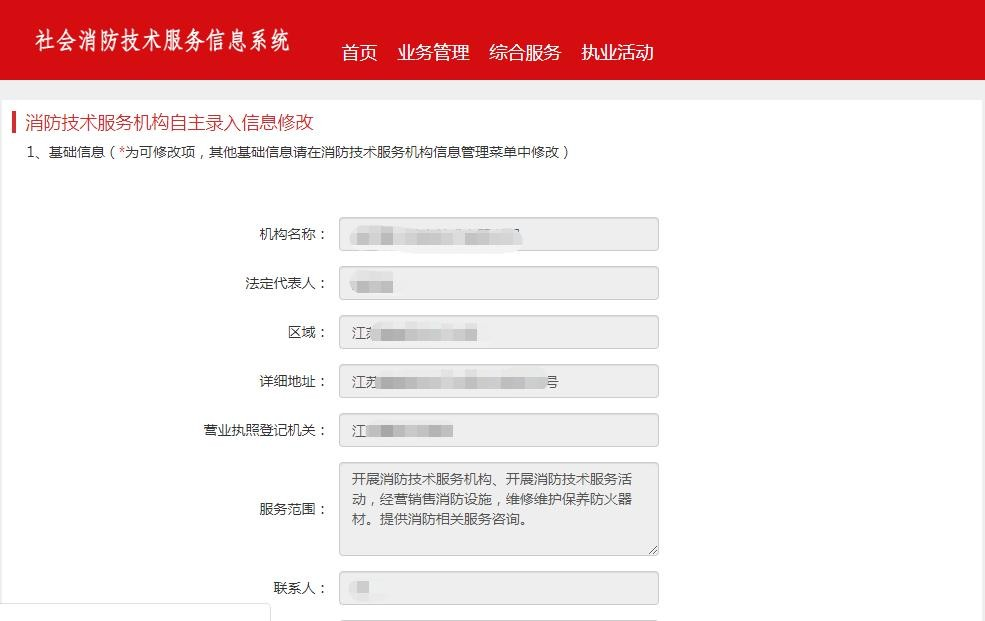 社会消防技术服务信息系统
首页 业务管理 综合服务 执业活动
消防技术服务机构自主录入信息修改
1、基础信息（*为可修改项，其他基础信息请在消防技术服务机构信息管理菜单中修改）
机构名称：
法定代表人：
区域： 江苏
详细地址： 江苏 号
营业执照登记机关： 江
服务范围：
开展消防技术服务机构、开展消防技术服务活
动，经营销售消防设施，维修维护保养防火器
材。提供消防相关服务咨询。
联系人：